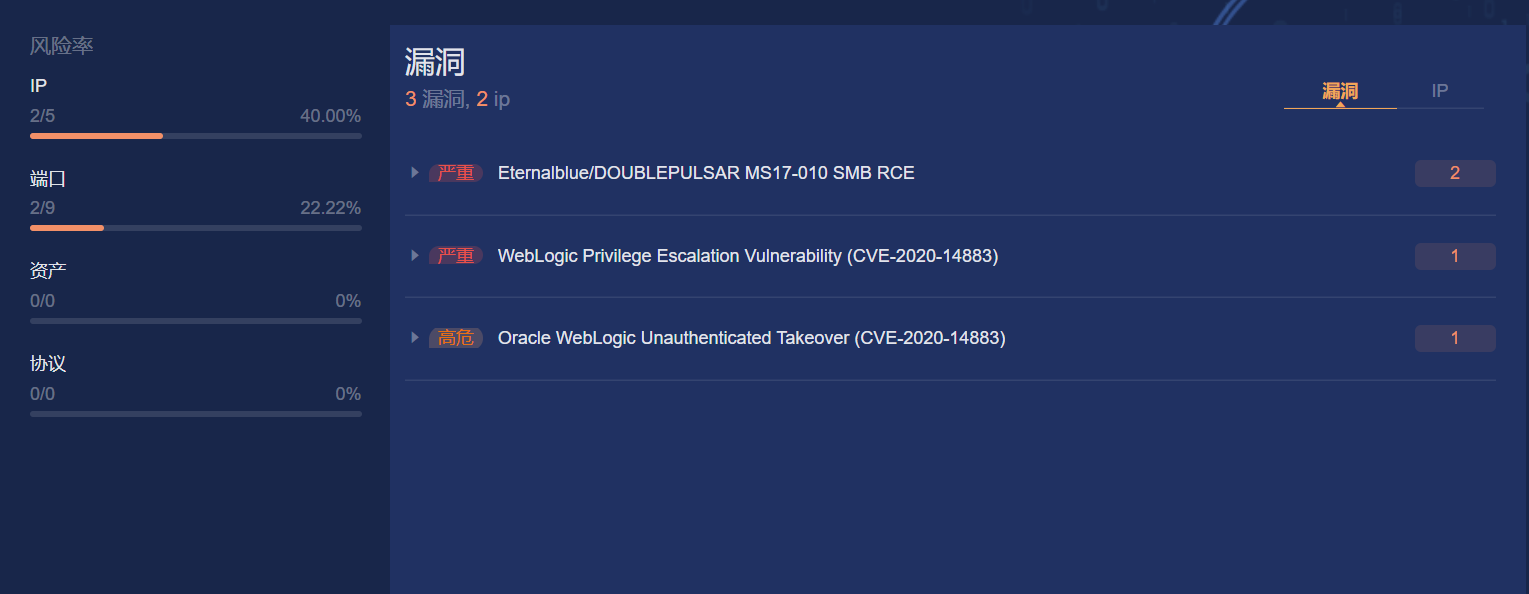 风险率
IP
2/5 40.00%
端口
2/9 22.22%
资产
0/0 0%
协议
0/0 0%
漏洞
3 漏洞, 2 ip
漏洞 IP
严重 Eternalblue/DOUBLEPULSAR MS17-010 SMB RCE 2
严重 WebLogic Privilege Escalation Vulnerability (CVE-2020-14883) 1
高危 Oracle WebLogic Unauthenticated Takeover (CVE-2020-14883) 1